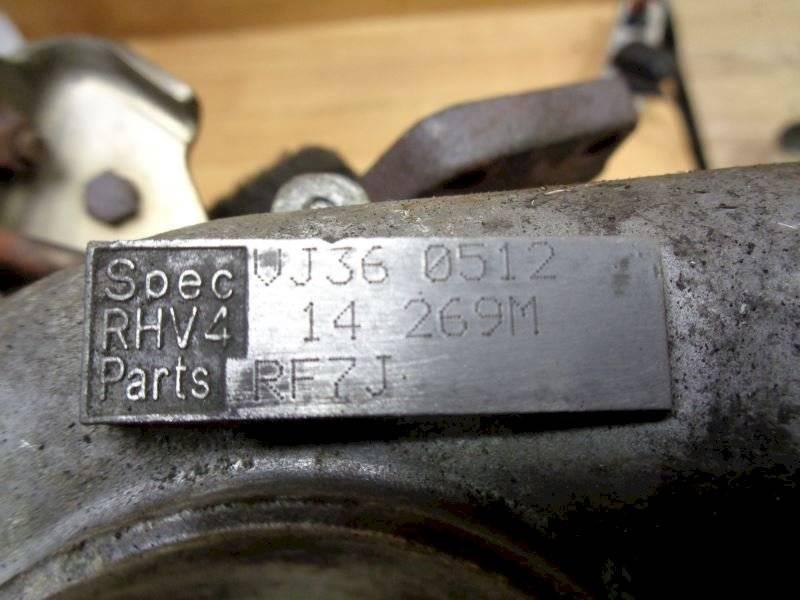 Spec VJ36 0512
RHV4 14 269M
Parts RF7J